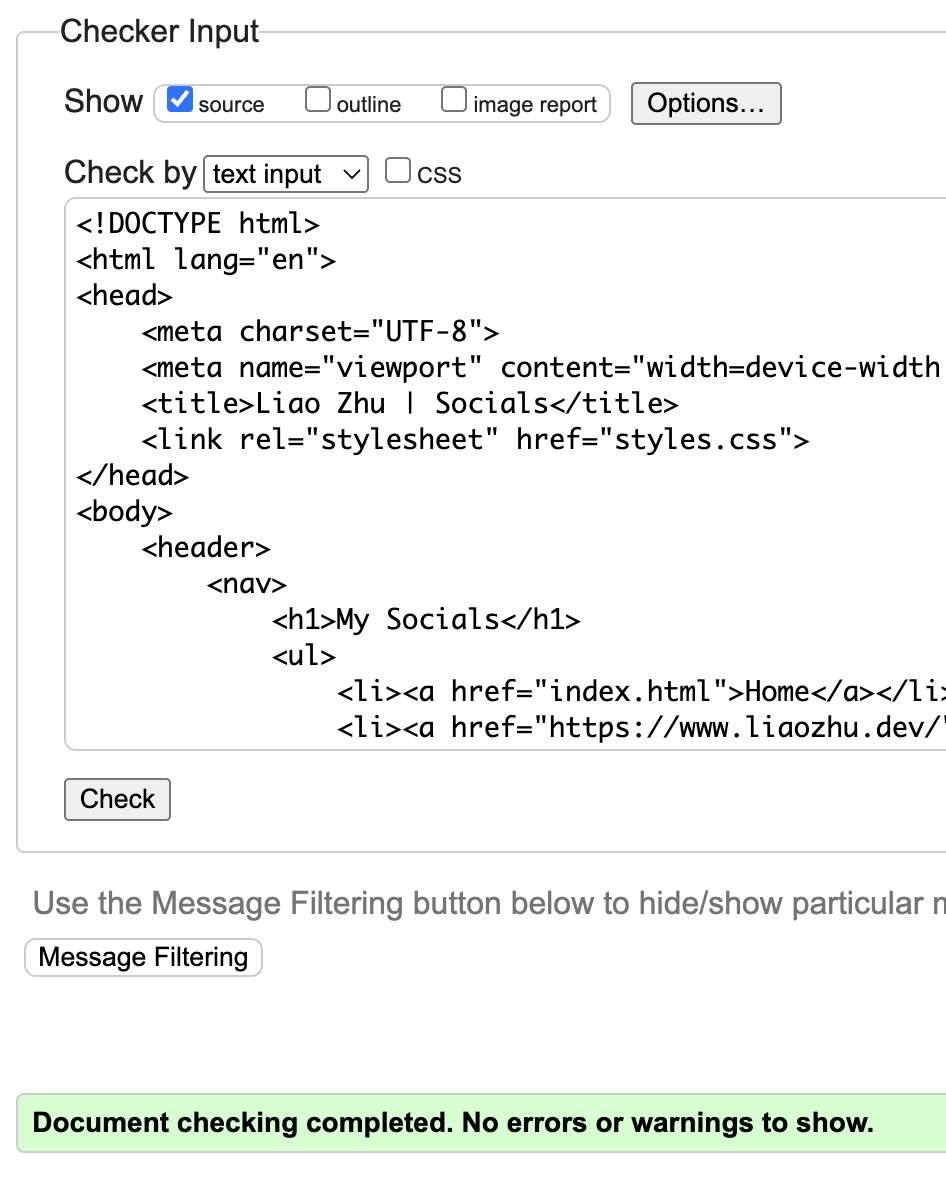 Checker Input
Show source outline image report Options...
Check by text input css
<!DOCTYPE html>
<html lang="en">
<head>
    <meta charset="UTF-8">
    <meta name="viewport" content="width=device-width
    <title>Liao Zhu | Socials</title>
    <link rel="stylesheet" href="styles.css">
</head>
<body>
    <header>
        <nav>
            <h1>My Socials</h1>
            <ul>
                <li><a href="index.html">Home</a></li>
                <li><a href="https://www.liaozhu.dev/"
Check
Use the Message Filtering button below to hide/show particular
Message Filtering
Document checking completed. No errors or warnings to show.